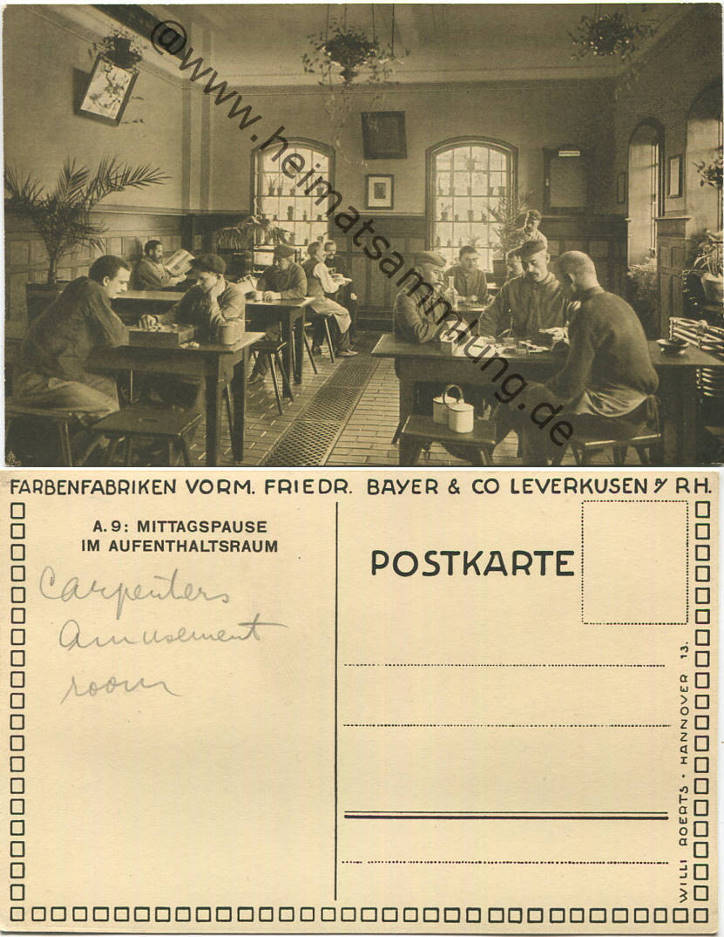 @www.heimatsammlung.de
FARBENFABRIKEN VORM. FRIEDR. BAYER & CO LEVERKUSEN a/ RH.
A. 9: MITTAGSPAUSE
IM AUFENTHALTSRAUM
POSTKARTE
Carpenters
Amusement
room
WILLI ROERTS • HANNOVER 13.